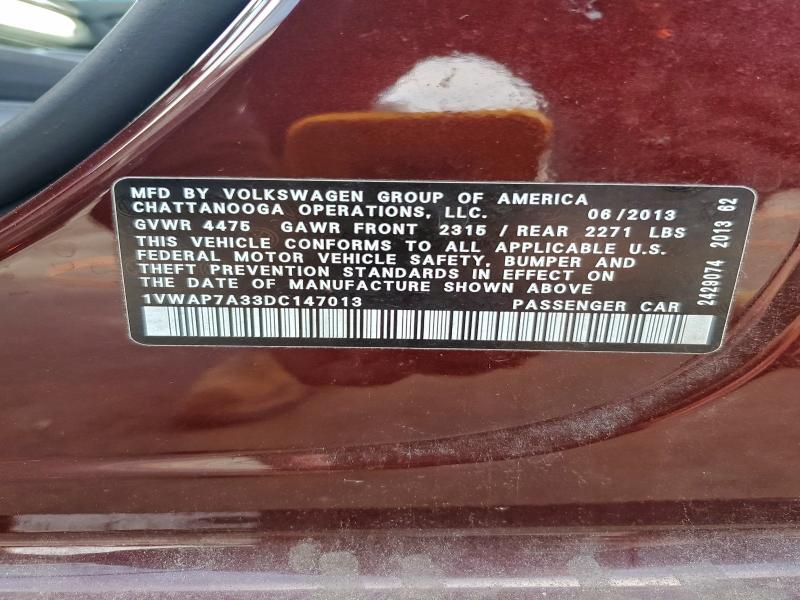 MFD BY VOLKSWAGEN GROUP OF AMERICA
CHATTANOOGA OPERATIONS, LLC. 06/2013
GVWR 4475 GAWR FRONT 2315 / REAR 2271 LBS
THIS VEHICLE CONFORMS TO ALL APPLICABLE U.S.
FEDERAL MOTOR VEHICLE SAFETY, BUMPER AND
THEFT PREVENTION STANDARDS IN EFFECT ON
THE DATE OF MANUFACTURE SHOWN ABOVE
1VWAP7A33DC147013 PASSENGER CAR
2429074 2013 62